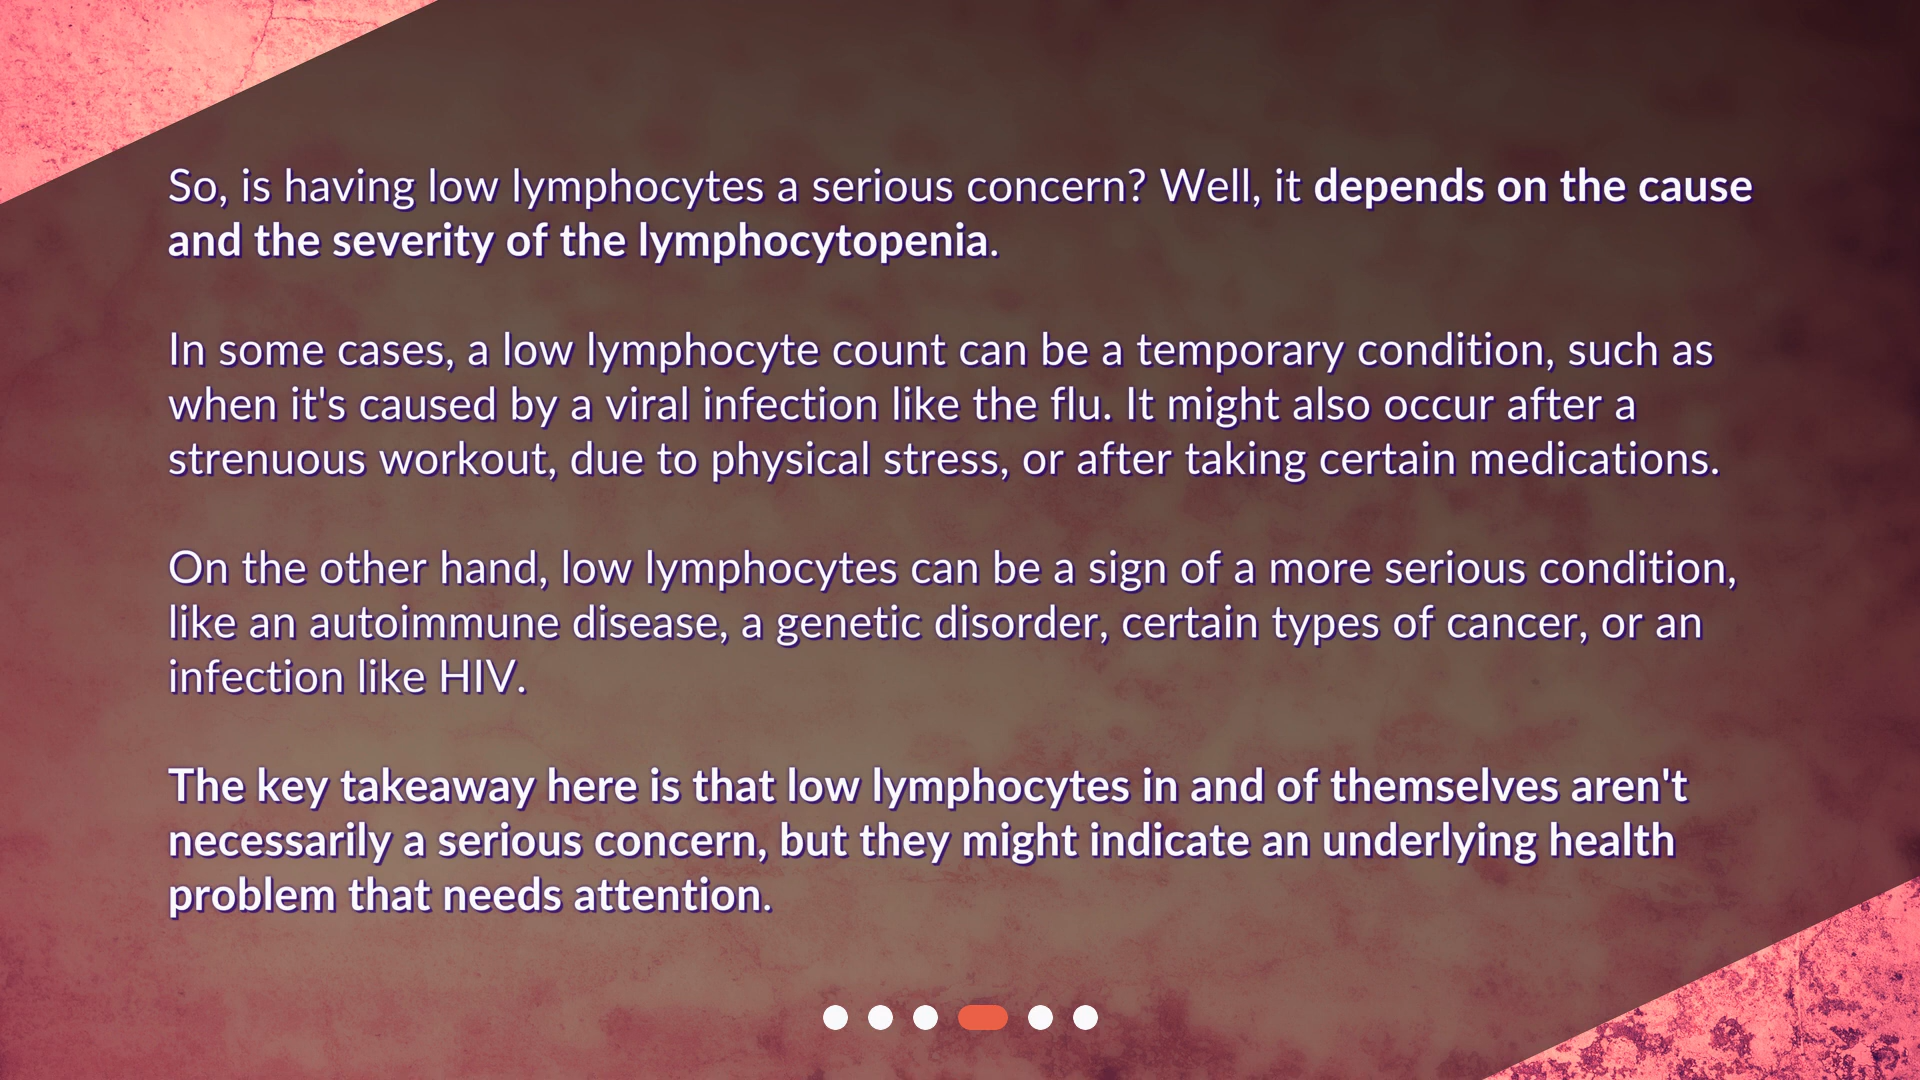 So, is having low lymphocytes a serious concern? Well, it depends on the cause
and the severity of the lymphocytopenia.
In some cases, a low lymphocyte count can be a temporary condition, such as
when it's caused by a viral infection like the flu. It might also occur after a
strenuous workout, due to physical stress, or after taking certain medications.
On the other hand, low lymphocytes can be a sign of a more serious condition,
like an autoimmune disease, a genetic disorder, certain types of cancer, or an
infection like HIV.
The key takeaway here is that low lymphocytes in and of themselves aren't
necessarily a serious concern, but they might indicate an underlying health
problem that needs attention.